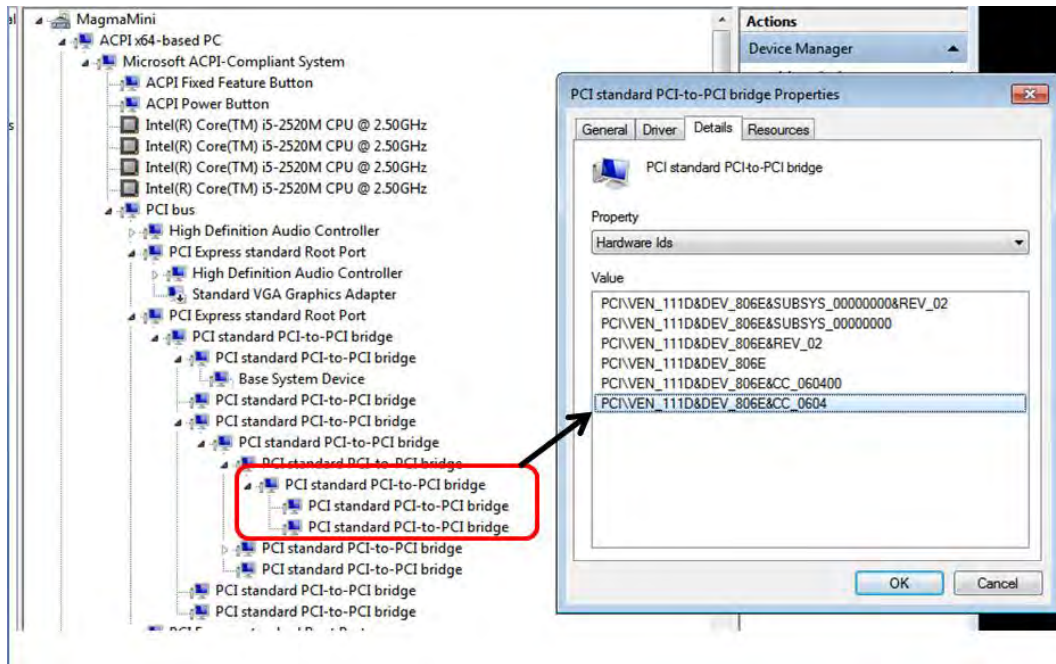 MagmaMini
ACPI x64-based PC
Microsoft ACPI-Compliant System
ACPI Fixed Feature Button
ACPI Power Button
Intel(R) Core(TM) i5-2520M CPU @ 2.50GHz
Intel(R) Core(TM) i5-2520M CPU @ 2.50GHz
Intel(R) Core(TM) i5-2520M CPU @ 2.50GHz
Intel(R) Core(TM) i5-2520M CPU @ 2.50GHz
PCI bus
High Definition Audio Controller
PCI Express standard Root Port
High Definition Audio Controller
Standard VGA Graphics Adapter
PCI Express standard Root Port
PCI standard PCI-to-PCI bridge
PCI standard PCI-to-PCI bridge
Base System Device
PCI standard PCI-to-PCI bridge
PCI standard PCI-to-PCI bridge
PCI standard PCI-to-PCI bridge
PCI standard PCI-to-PCI bridge
PCI standard PCI-to-PCI bridge
PCI standard PCI-to-PCI bridge
PCI standard PCI-to-PCI bridge
PCI standard PCI-to-PCI bridge
PCI standard PCI-to-PCI bridge
PCI standard PCI-to-PCI bridge
PCI standard PCI-to-PCI bridge
Actions
Device Manager
PCI standard PCI-to-PCI bridge Properties
General Driver Details Resources
PCI standard PCI-to-PCI bridge
Property
Hardware Ids
Value
PCI\VEN_111D&DEV_806E&SUBSYS_00000000&REV_02
PCI\VEN_111D&DEV_806E&SUBSYS_00000000
PCI\VEN_111D&DEV_806E&REV_02
PCI\VEN_111D&DEV_806E
PCI\VEN_111D&DEV_806E&CC_060400
PCI\VEN_111D&DEV_806E&CC_0604
OK Cancel